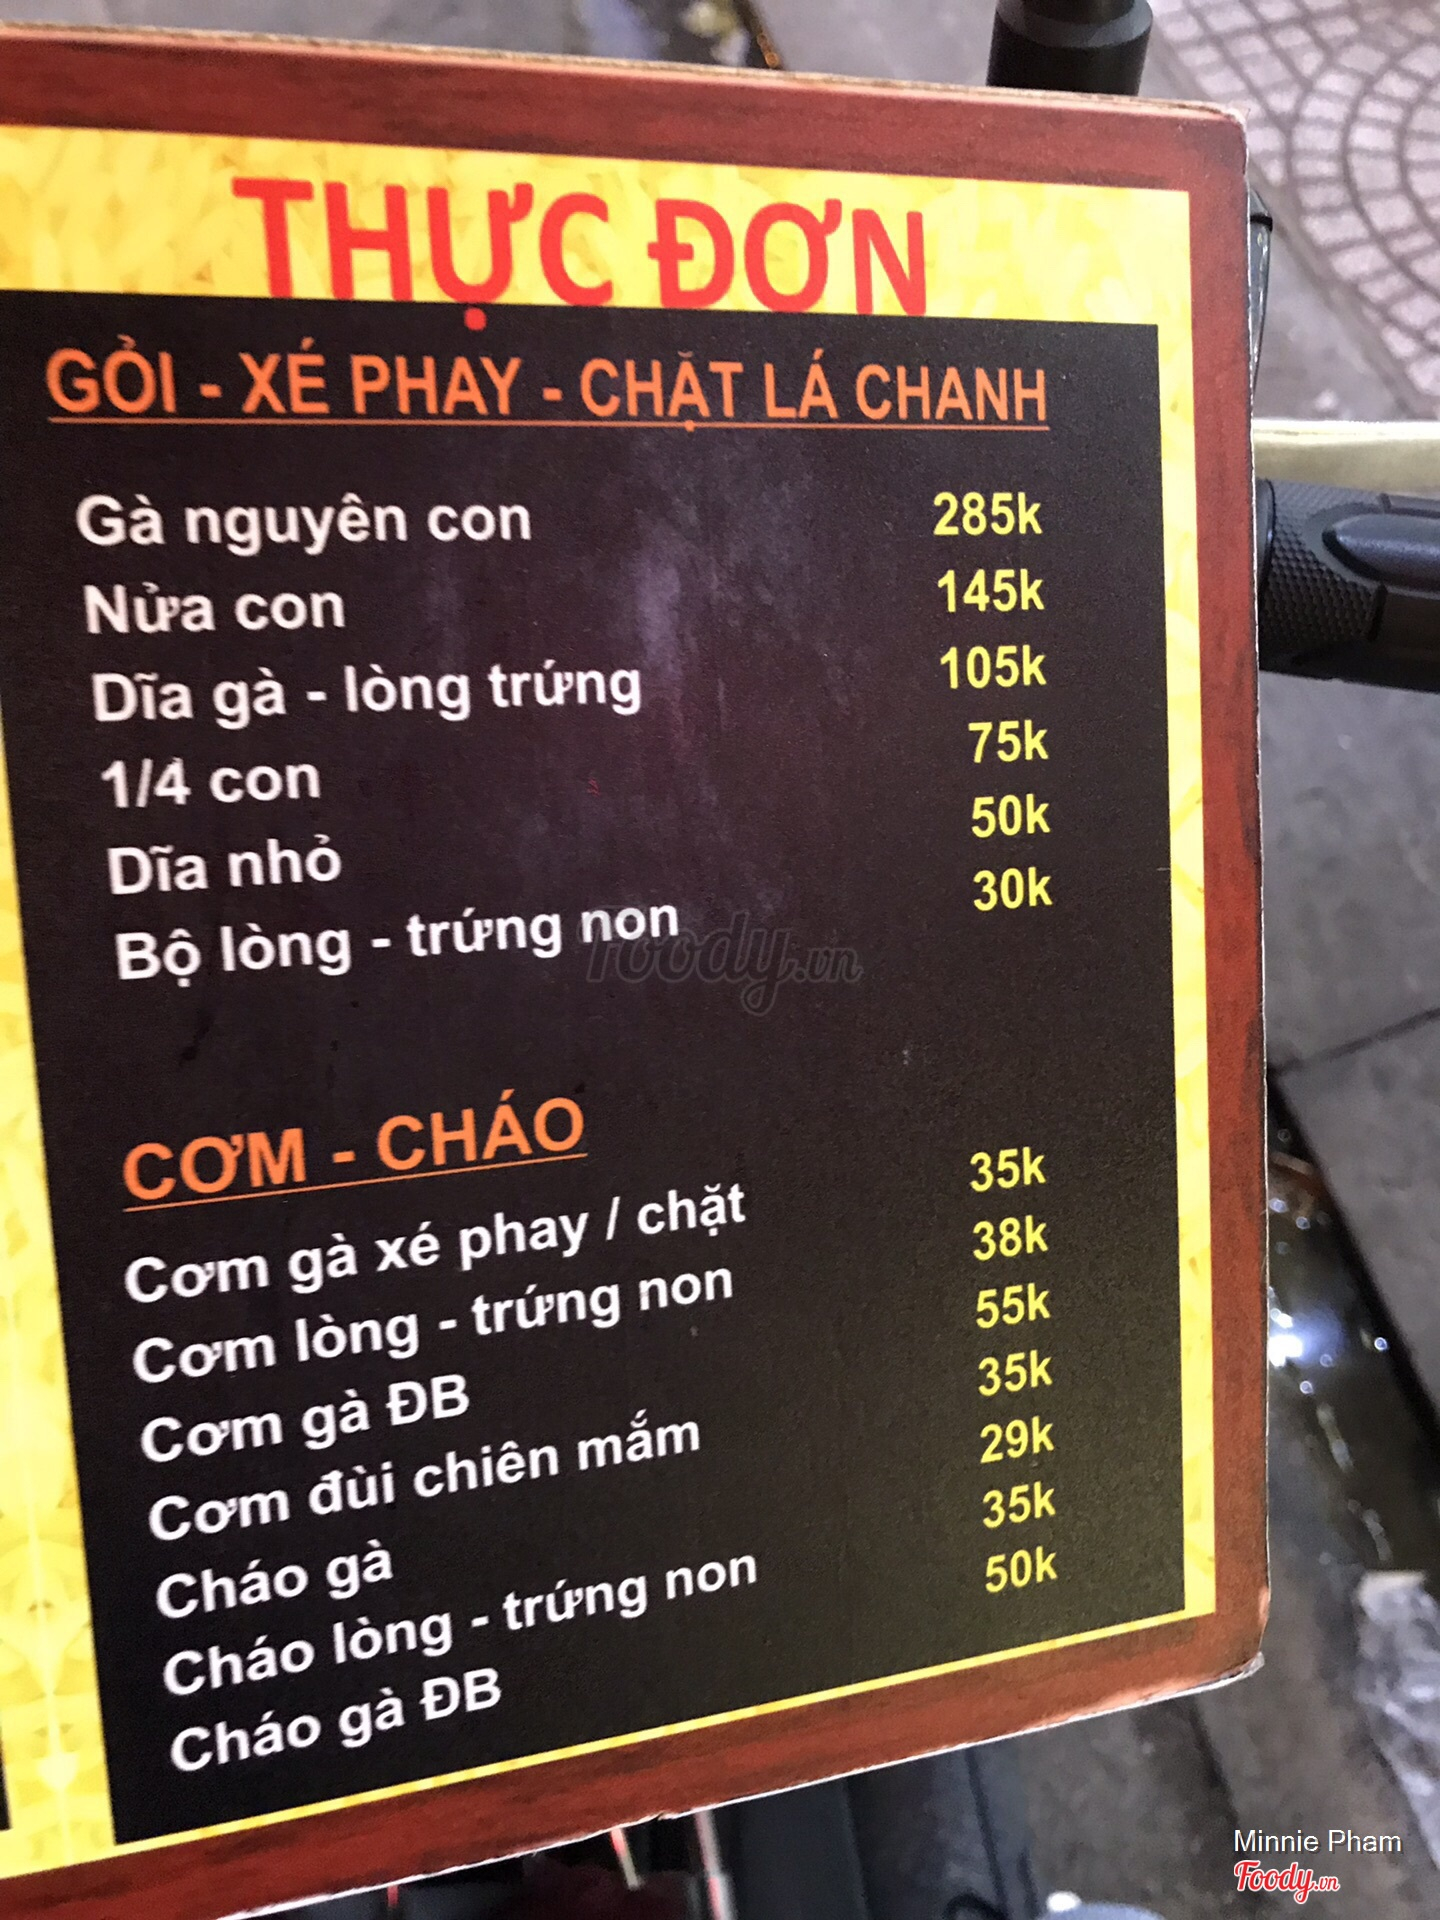 THỰC ĐƠN
GỎI - XÉ PHAY - CHẶT LÁ CHANH
Gà nguyên con 285k
Nửa con 145k
Dĩa gà - lòng trứng 105k
1/4 con 75k
Dĩa nhỏ 50k
Bộ lòng - trứng non 30k
CƠM - CHÁO
Cơm gà xé phay / chặt 35k
Cơm lòng - trứng non 38k
Cơm gà ĐB 55k
Cơm đùi chiên mắm 35k
Cháo gà 29k
Cháo lòng - trứng non 35k
Cháo gà ĐB 50k
Foody.vn
Minnie Pham
Foody.vn